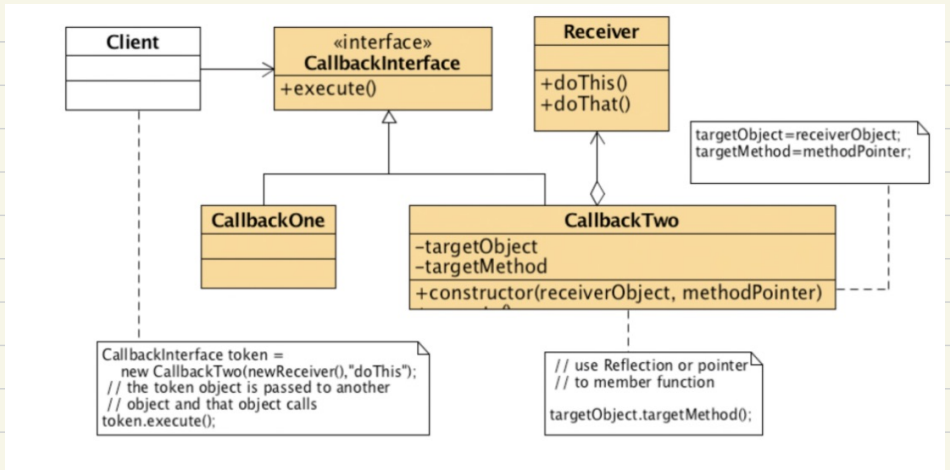 Client
«interface»
CallbackInterface
+execute()
Receiver
+doThis()
+doThat()
targetObject=receiverObject;
targetMethod=methodPointer;
CallbackOne
CallbackTwo
-targetObject
-targetMethod
+constructor(receiverObject, methodPointer)
CallbackInterface token =
new CallbackTwo(newReceiver(),"doThis");
// the token object is passed to another
// object and that object calls
token.execute();
// use Reflection or pointer
// to member function
targetObject.targetMethod();